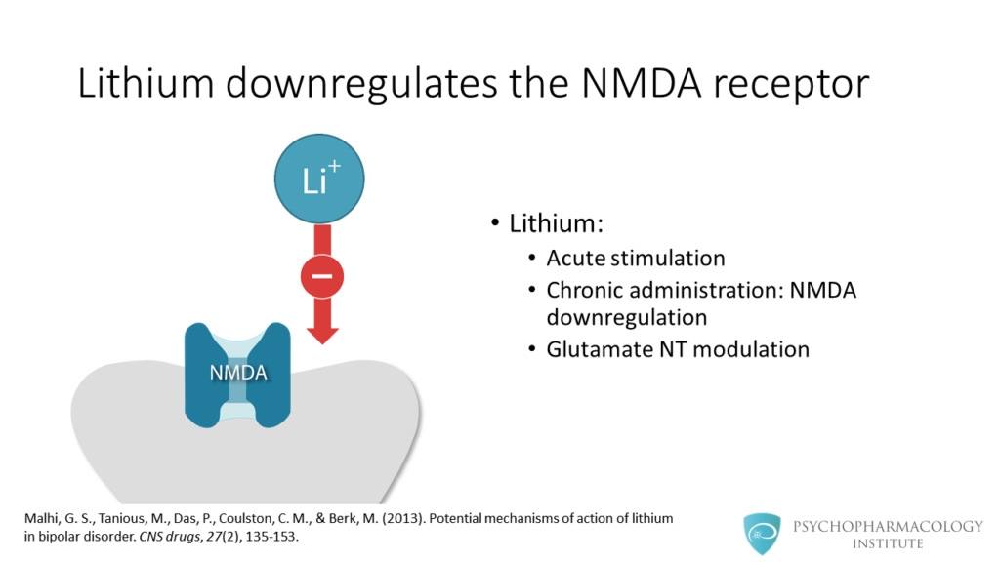 Lithium downregulates the NMDA receptor
Li+
NMDA
• Lithium:
• Acute stimulation
• Chronic administration: NMDA
downregulation
• Glutamate NT modulation
Malhi, G. S., Tanious, M., Das, P., Coulston, C. M., & Berk, M. (2013). Potential mechanisms of action of lithium
in bipolar disorder. CNS drugs, 27(2), 135-153.
PSYCHOPHARMACOLOGY
INSTITUTE